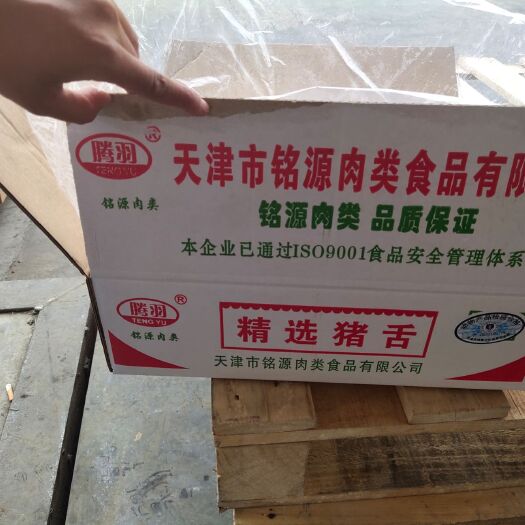 腾羽
TENG YU
R
铭源肉类
天津市铭源肉类食品有限
铭源肉类 品质保证
本企业已通过ISO9001食品安全管理体系
腾羽
TENG YU
®
铭源肉类
精选猪舌
天津市铭源肉类食品有限公司